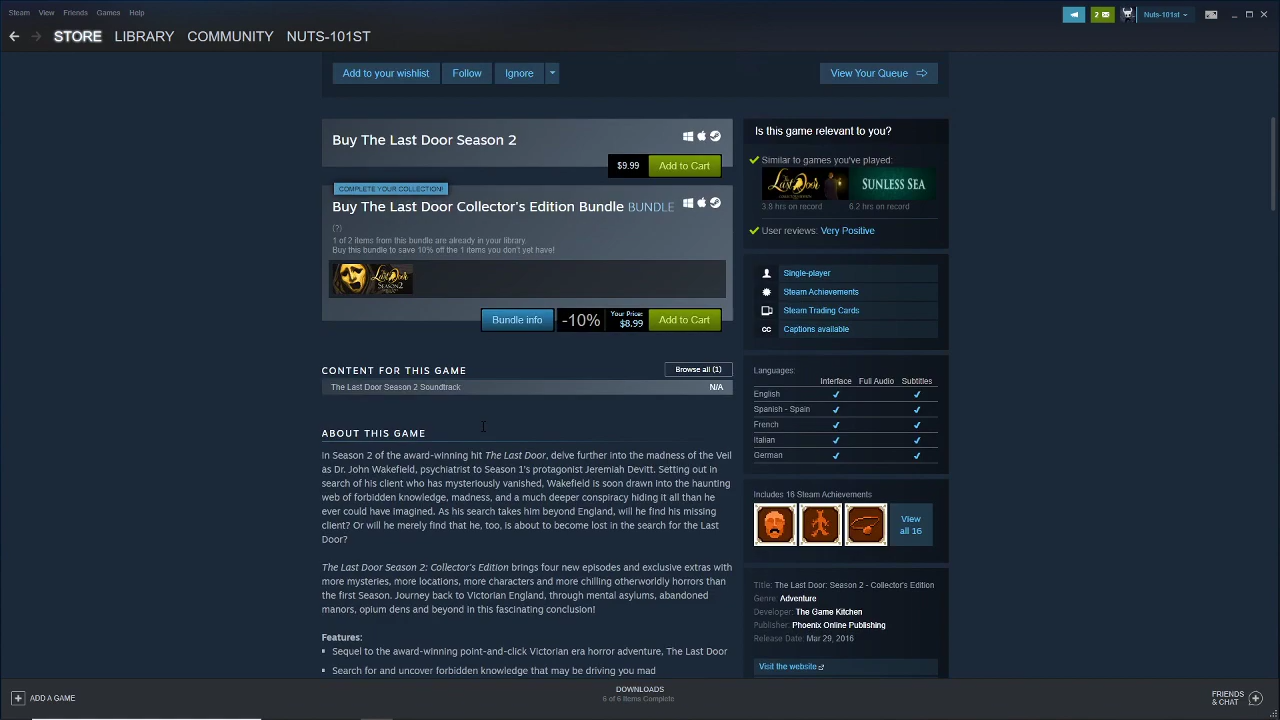 Steam View Friends Games Help
2 Nuts-101st
STORE LIBRARY COMMUNITY NUTS-101ST
Add to your wishlist Follow Ignore View Your Queue
Buy The Last Door Season 2
$9.99 Add to Cart
COMPLETE YOUR COLLECTION!
Buy The Last Door Collector's Edition Bundle BUNDLE
(?)
1 of 2 items from this bundle are already in your library.
Buy this bundle to save 10% off the 1 items you don't yet have!
The Last Door
SEASON 2
Bundle info -10% Your Price: $8.99 Add to Cart
CONTENT FOR THIS GAME Browse all (1)
The Last Door Season 2 Soundtrack N/A
ABOUT THIS GAME
In Season 2 of the award-winning hit The Last Door, delve further into the madness of the Veil
as Dr. John Wakefield, psychiatrist to Season 1's protagonist Jeremiah Devitt. Setting out in
search of his client who has mysteriously vanished, Wakefield is soon drawn into the haunting
web of forbidden knowledge, madness, and a much deeper conspiracy hiding it all than he
ever could have imagined. As his search takes him beyond England, will he find his missing
client? Or will he merely find that he, too, is about to become lost in the search for the Last
Door?
The Last Door Season 2: Collector's Edition brings four new episodes and exclusive extras with
more mysteries, more locations, more characters and more chilling otherworldly horrors than
the first Season. Journey back to Victorian England, through mental asylums, abandoned
manors, opium dens and beyond in this fascinating conclusion!
Features:
Sequel to the award-winning point-and-click Victorian era horror adventure, The Last Door
Search for and uncover forbidden knowledge that may be driving you mad
Is this game relevant to you?
Similar to games you've played:
The Last Door SUNLESS SEA
3.8 hrs on record 6.2 hrs on record
User reviews: Very Positive
Single-player
Steam Achievements
Steam Trading Cards
CC Captions available
Languages:
Interface Full Audio Subtitles
English
Spanish - Spain
French
Italian
German
Includes 16 Steam Achievements
View
all 16
Title: The Last Door: Season 2 - Collector's Edition
Genre: Adventure
Developer: The Game Kitchen
Publisher: Phoenix Online Publishing
Release Date: Mar 29, 2016
Visit the website
ADD A GAME
DOWNLOADS
6 of 6 Items Complete
FRIENDS
& CHAT